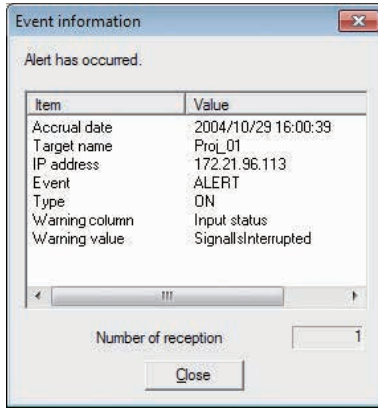 Event information
Alert has occurred.
Item Value
Accrual date 2004/10/29 16:00:39
Target name Proj_01
IP address 172.21.96.113
Event ALERT
Type ON
Warning column Input status
Warning value SignalIsInterrupted
Number of reception 1
Close